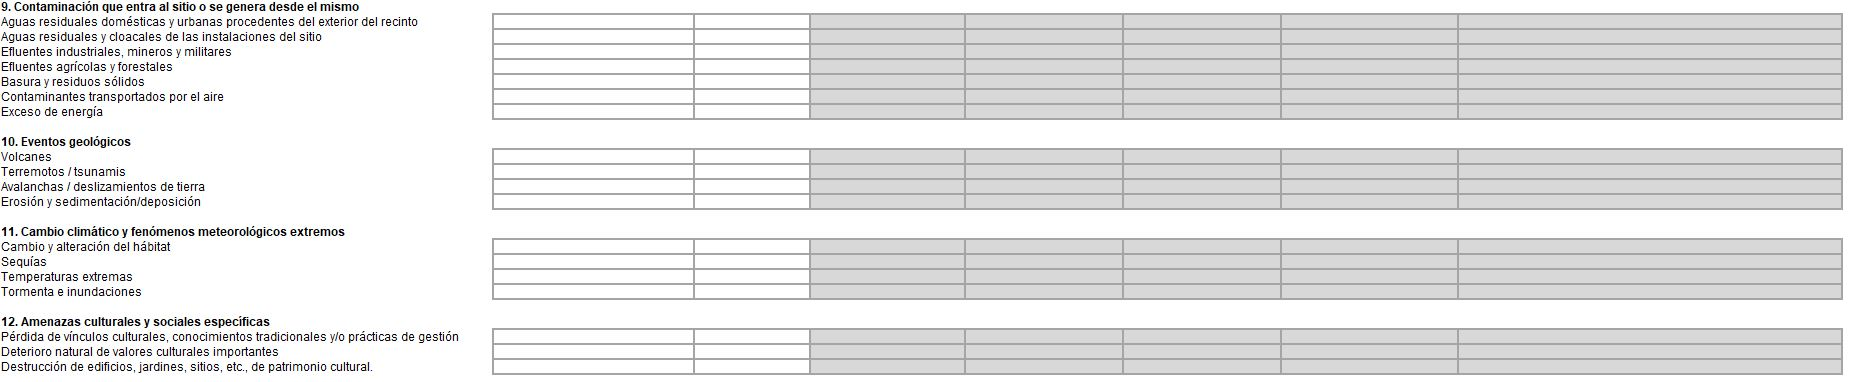 9. Contaminación que entra al sitio o se genera desde el mismo
Aguas residuales domésticas y urbanas procedentes del exterior del recinto
Aguas residuales y cloacales de las instalaciones del sitio
Efluentes industriales, mineros y militares
Efluentes agrícolas y forestales
Basura y residuos sólidos
Contaminantes transportados por el aire
Exceso de energía
10. Eventos geológicos
Volcanes
Terremotos / tsunamis
Avalanchas / deslizamientos de tierra
Erosión y sedimentación/deposición
11. Cambio climático y fenómenos meteorológicos extremos
Cambio y alteración del hábitat
Sequías
Temperaturas extremas
Tormenta e inundaciones
12. Amenazas culturales y sociales específicas
Pérdida de vínculos culturales, conocimientos tradicionales y/o prácticas de gestión
Deterioro natural de valores culturales importantes
Destrucción de edificios, jardines, sitios, etc., de patrimonio cultural.